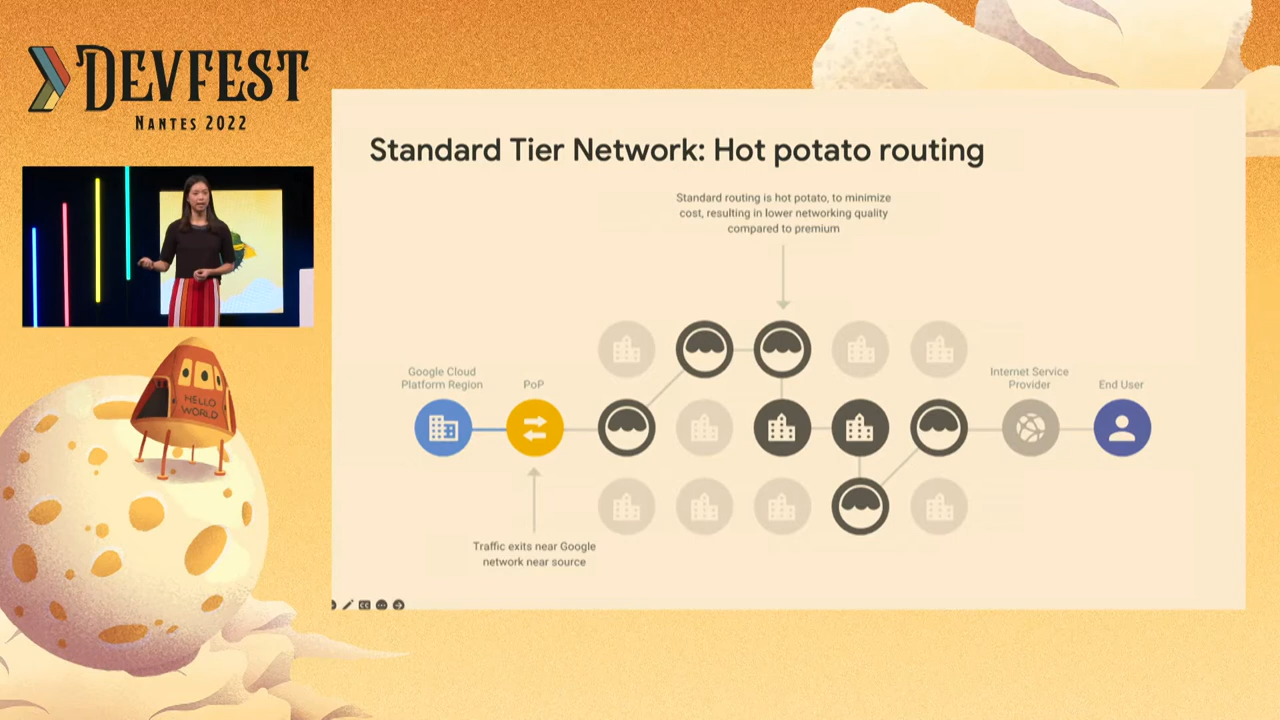 DEVFEST
NANTES 2022
HELLO
WORLD
Standard Tier Network: Hot potato routing
Standard routing is hot potato, to minimize
cost, resulting in lower networking quality
compared to premium
Google Cloud
Platform Region
PoP
Internet Service
Provider
End User
Traffic exits near Google
network near source
CC